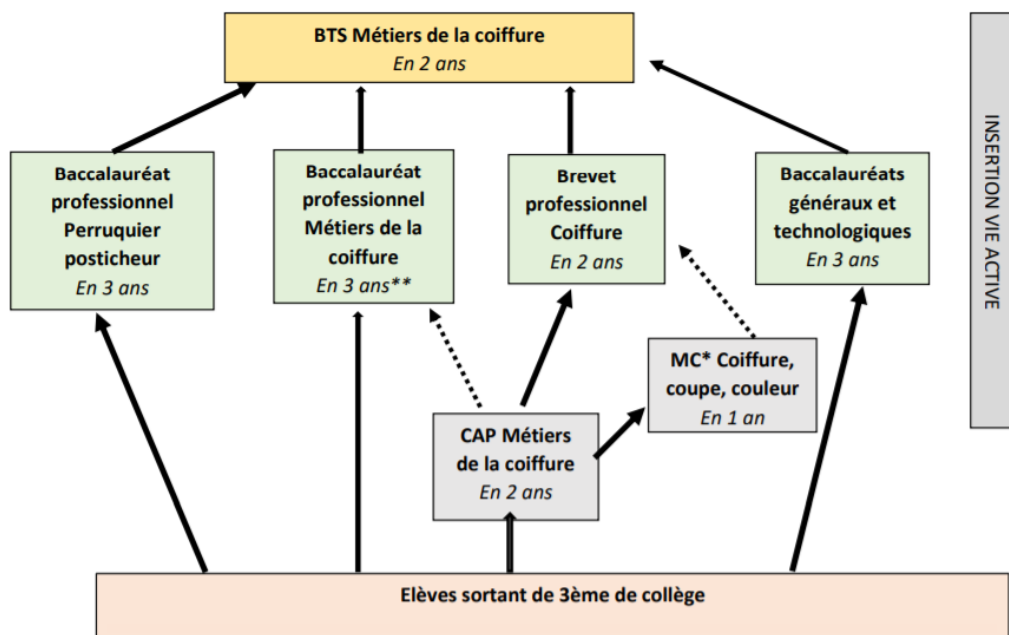 BTS Métiers de la coiffure
En 2 ans
INSERTION VIE ACTIVE
Baccalauréat
professionnel
Perruquier
posticheur
En 3 ans
Baccalauréat
professionnel
Métiers de la
coiffure
En 3 ans**
Brevet
professionnel
Coiffure
En 2 ans
Baccalauréats
généraux et
technologiques
En 3 ans
MC* Coiffure,
coupe, couleur
En 1 an
CAP Métiers
de la coiffure
En 2 ans
Elèves sortant de 3ème de collège